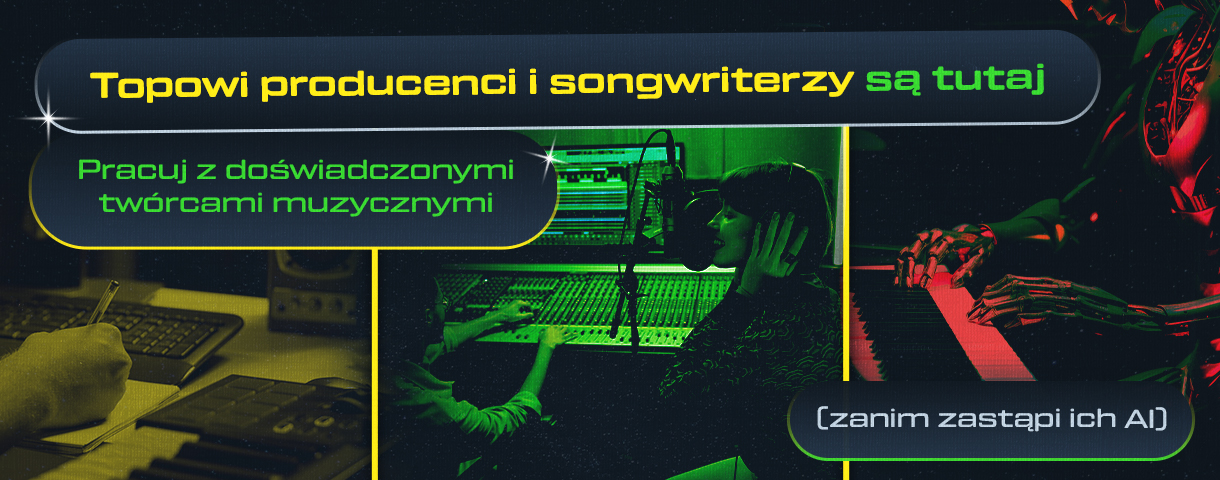 Topowi producenci i songwriterzy są tutaj
Pracuj z doświadczonymi
twórcami muzycznymi
(zanim zastąpi ich AI)